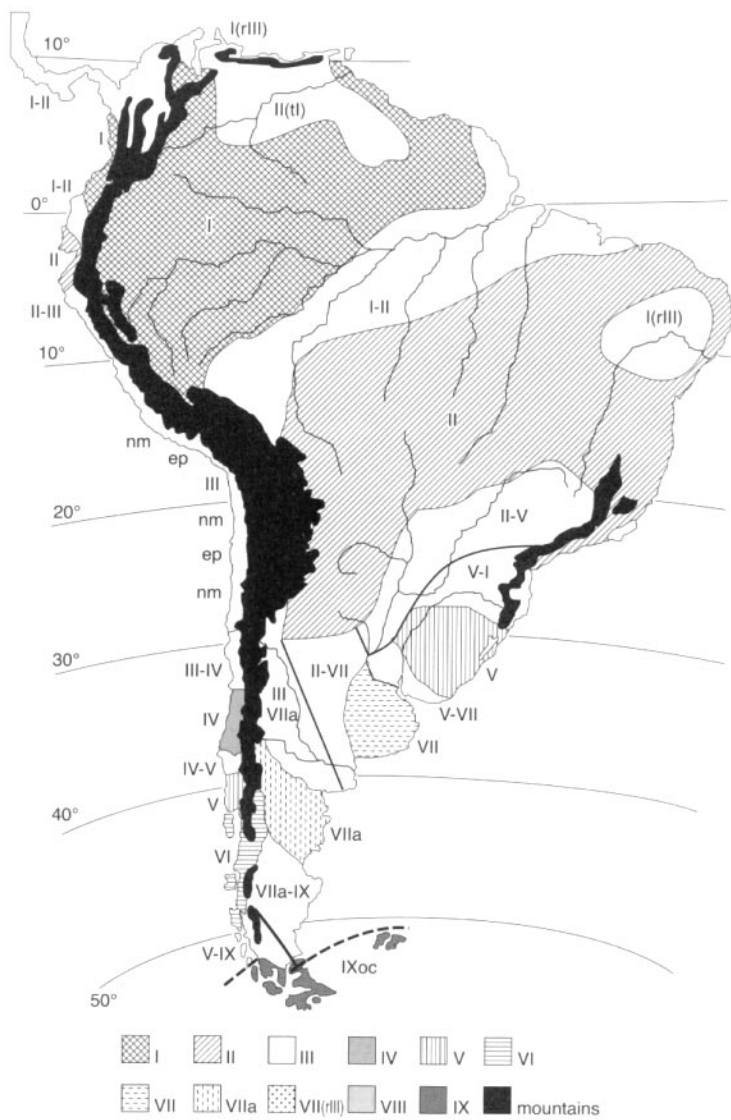 I(rIII)
10°
I-II
II(tI)
I
I-II
0°
I
II
II-III
I-II
I(rIII)
10°
II
nm
ep
III
20°
II-V
nm
ep
V-I
nm
30°
II-VII
III-IV
III
V
IV
VIIa
V-VII
VII
IV-V
V
40°
VIIa
VI
VIIa-IX
V-IX
IXoc
50°
I II III IV V VI
VII VIIa VII(rIII) VIII IX mountains